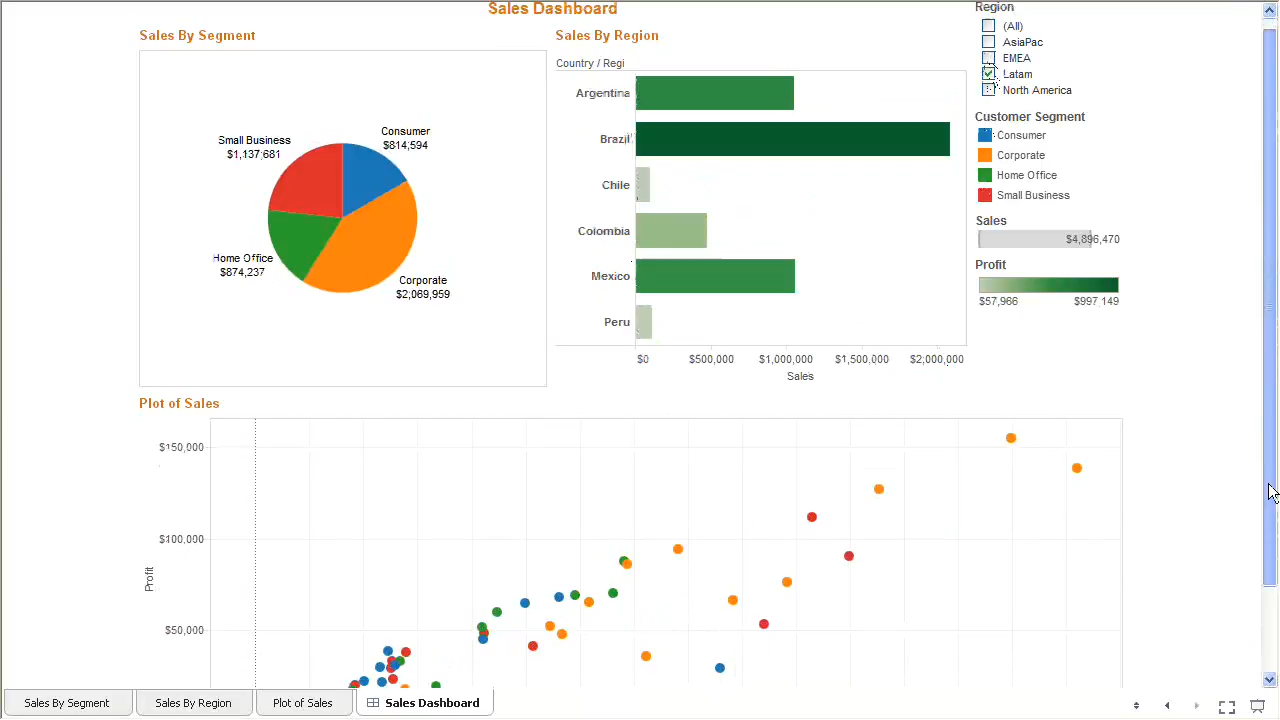 Sales Dashboard
Sales By Segment
Small Business
$1,137,681
Consumer
$814,594
Home Office
$874,237
Corporate
$2,069,959
Sales By Region
Country / Regi
Argentina
Brazil
Chile
Colombia
Mexico
Peru
$0
$500,000
$1,000,000
$1,500,000
$2,000,000
Sales
Region
(All)
AsiaPac
EMEA
Latam
North America
Customer Segment
Consumer
Corporate
Home Office
Small Business
Sales
$4,896,470
Profit
$57,966
$997 149
Plot of Sales
$150,000
$100,000
$50,000
Profit
Sales By Segment
Sales By Region
Plot of Sales
Sales Dashboard